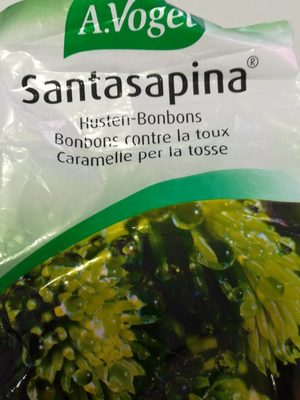 A.Vogel
Santasapina®
Husten-Bonbons
Bonbons contre la toux
Caramelle per la tosse